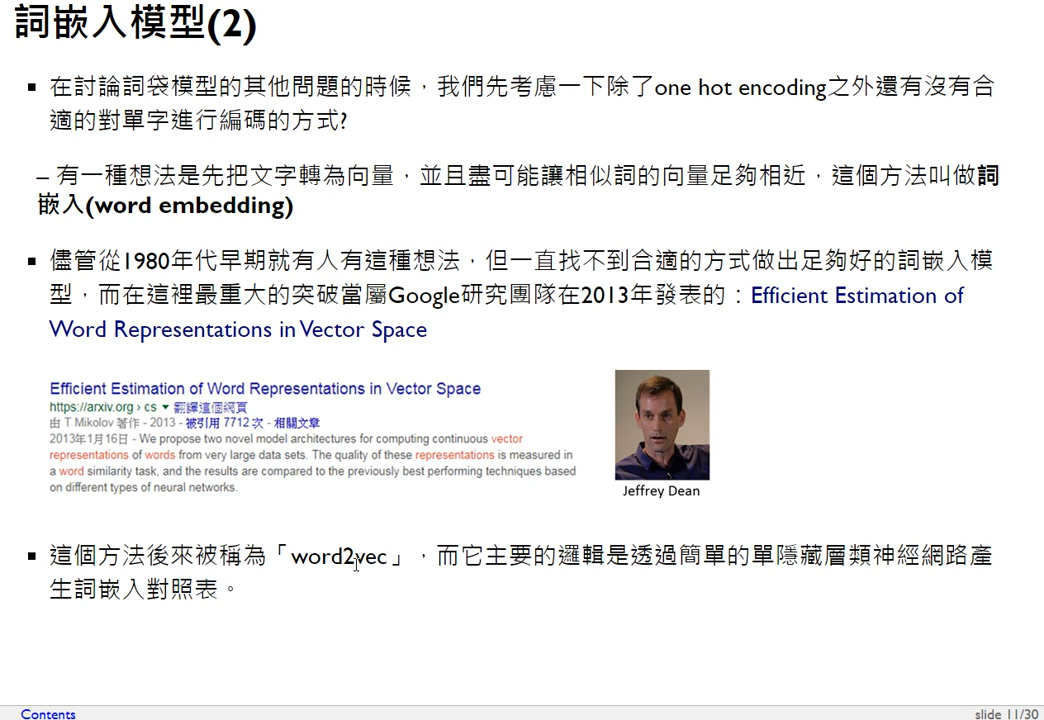 詞嵌入模型(2)
在討論詞袋模型的其他問題的時候，我們先考慮一下除了one hot encoding之外還有沒有合
適的對單字進行編碼的方式?
– 有一種想法是先把文字轉為向量，並且盡可能讓相似詞的向量足夠相近，這個方法叫做詞
嵌入(word embedding)
儘管從1980年代早期就有人有這種想法，但一直找不到合適的方式做出足夠好的詞嵌入模
型，而在這裡最重大的突破當屬Google研究團隊在2013年發表的：Efficient Estimation of
Word Representations in Vector Space
Efficient Estimation of Word Representations in Vector Space
https://arxiv.org › cs ▼ 翻譯這個網頁
由 T Mikolov 著作 - 2013 - 被引用 7712 次 - 相關文章
2013年1月16日 - We propose two novel model architectures for computing continuous vector
representations of words from very large data sets. The quality of these representations is measured in
a word similarity task, and the results are compared to the previously best performing techniques based
on different types of neural networks.
Jeffrey Dean
這個方法後來被稱為「word2vec」，而它主要的邏輯是透過簡單的單隱藏層類神經網路產
生詞嵌入對照表。
Contents
slide 11/30